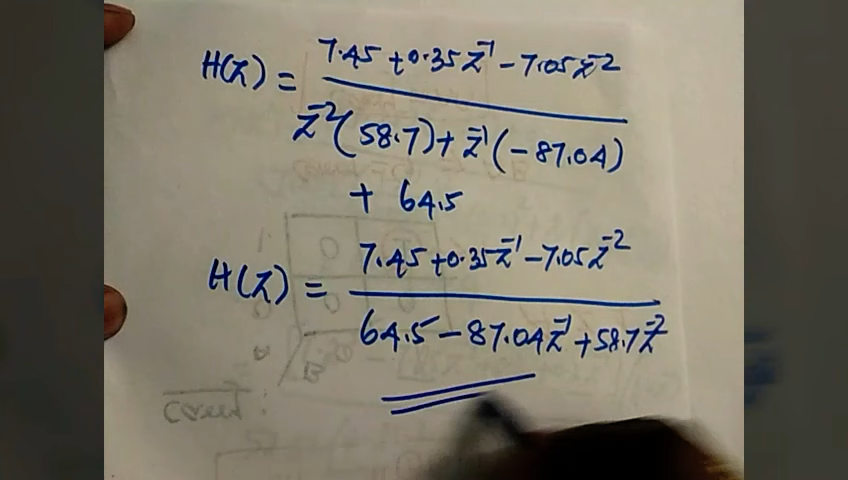 7.45 + 0.35 z⁻¹ - 7.05 z⁻²
H(z) =
z⁻²(58.7) + z⁻¹(-87.04)
+ 64.5
7.45 + 0.35 z⁻¹ - 7.05 z⁻²
H(z) =
64.5 - 87.04 z⁻¹ + 58.7 z⁻²